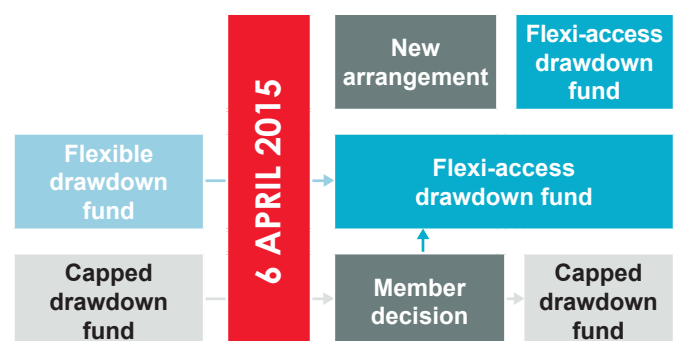 New
arrangement
Flexi-access
drawdown
fund
6 APRIL 2015
Flexible
drawdown
fund
Flexi-access
drawdown fund
Capped
drawdown
fund
Member
decision
Capped
drawdown
fund